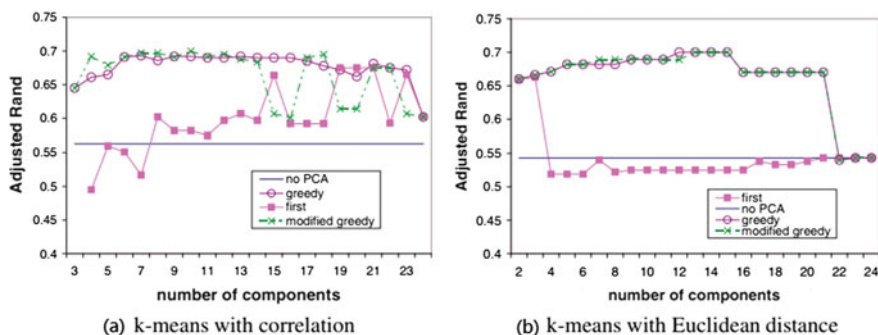 0.75
0.7
0.65
0.6
0.55
0.5
0.45
0.4
Adjusted Rand
no PCA
greedy
first
modified greedy
3 5 7 9 11 13 15 17 19 21 23
number of components
(a) k-means with correlation
0.75
0.7
0.65
0.6
0.55
0.5
0.45
0.4
Adjusted Rand
first
no PCA
greedy
modified greedy
2 4 6 8 10 12 14 16 18 20 22 24
number of components
(b) k-means with Euclidean distance